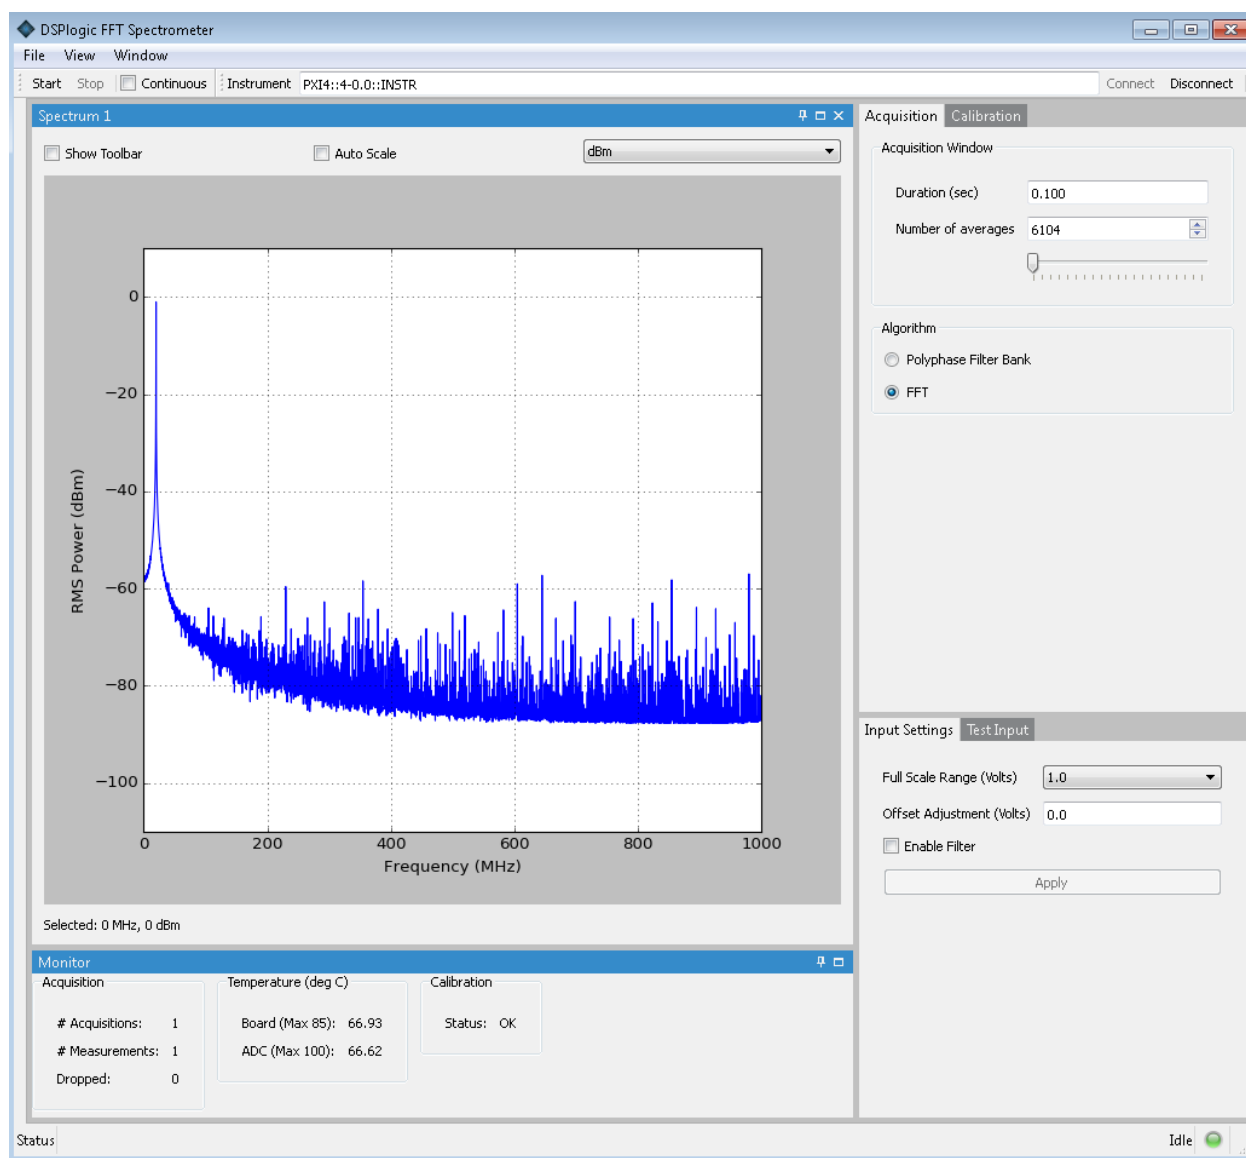 DSPlogic FFT Spectrometer
File View Window
Start Stop Continuous Instrument PXI4::4-0.0::INSTR Connect Disconnect
Spectrum 1
Show Toolbar Auto Scale dBm
0
−20
−40
−60
−80
−100
RMS Power (dBm)
0 200 400 600 800 1000
Frequency (MHz)
Selected: 0 MHz, 0 dBm
Acquisition Calibration
Acquisition Window
Duration (sec) 0.100
Number of averages 6104
Algorithm
Polyphase Filter Bank
FFT
Input Settings Test Input
Full Scale Range (Volts) 1.0
Offset Adjustment (Volts) 0.0
Enable Filter
Apply
Monitor
Acquisition
# Acquisitions: 1
# Measurements: 1
Dropped: 0
Temperature (deg C)
Board (Max 85): 66.93
ADC (Max 100): 66.62
Calibration
Status: OK
Status Idle